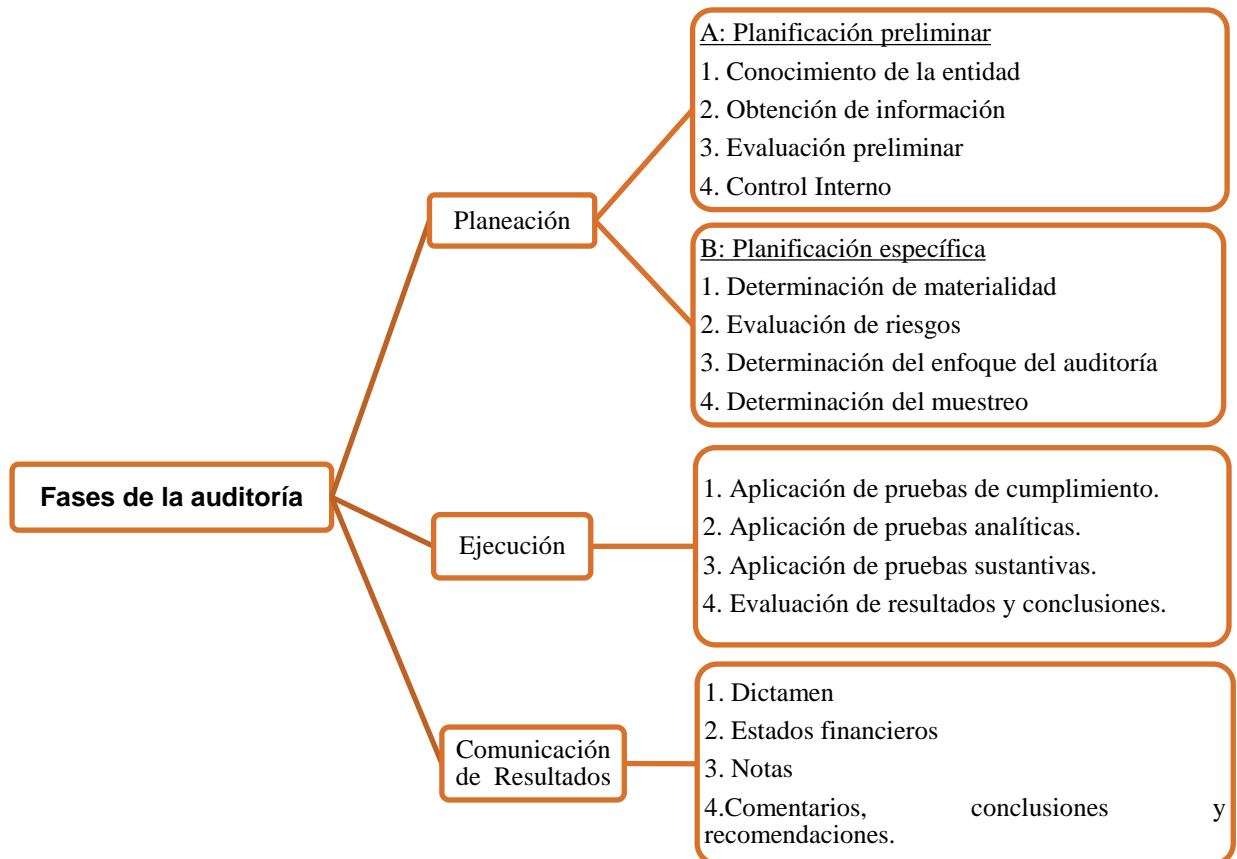 A: Planificación preliminar
1. Conocimiento de la entidad
2. Obtención de información
3. Evaluación preliminar
4. Control Interno
Planeación
B: Planificación específica
1. Determinación de materialidad
2. Evaluación de riesgos
3. Determinación del enfoque del auditoría
4. Determinación del muestreo
Fases de la auditoría
Ejecución
1. Aplicación de pruebas de cumplimiento.
2. Aplicación de pruebas analíticas.
3. Aplicación de pruebas sustantivas.
4. Evaluación de resultados y conclusiones.
Comunicación
de Resultados
1. Dictamen
2. Estados financieros
3. Notas
4.Comentarios, conclusiones y
recomendaciones.